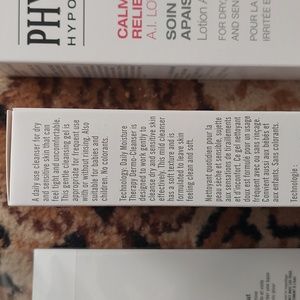 PHY
HYPO
CALM
RELIE
A.I. LO
SOIN
APAIS
Lotion A
FOR DRY,
AND SEN
POUR LA
IRRITÉE E
A daily use cleanser for dry
and sensitive skin that can
feel tight and uncomfortable.
This gentle cleansing gel is
appropriate for frequent use
with or without rinsing. Also
suitable for babies and
children. No colorants.
Technology: Daily Moisture
Therapy Dermo-Cleanser is
designed to work gently to
cleanse dry and sensitive skin
effectively. This mild cleanser
has a soft texture and is
formulated to leave skin
feeling clean and soft.
Nettoyant quotidien pour la
peau sèche et sensible, sujette
aux sensations de tiraillements
et d'inconfort. Ce gel nettoyant
doux est formulé pour un usage
fréquent avec ou sans rinçage.
Convient aussi aux bébés et
aux enfants. Sans colorants.
Technologie :